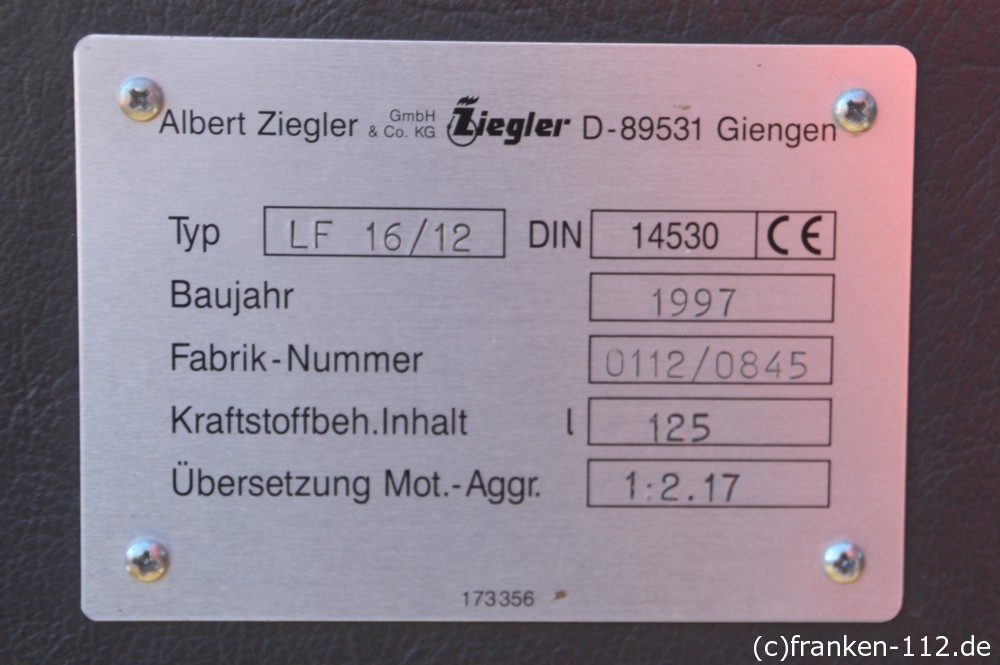 Albert Ziegler GmbH & Co. KG Ziegler D-89531 Giengen
Typ LF 16/12 DIN 14530 CE
Baujahr 1997
Fabrik-Nummer 0112/0845
Kraftstoffbeh.Inhalt l 125
Übersetzung Mot.-Aggr. 1:2.17
173356
(c)franken-112.de